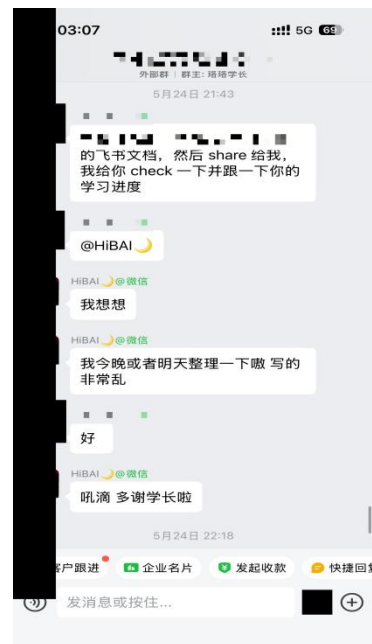 03:07
5G 69
外部群 | 群主: 珞珞学长
5月24日 21:43
的飞书文档，然后 share 给我，
我给你 check 一下并跟一下你的
学习进度
@HiBAI🌙
HiBAI🌙@微信
我想想
HiBAI🌙@微信
我今晚或者明天整理一下嗷 写的
非常乱
好
HiBAI🌙@微信
吼滴 多谢学长啦
5月24日 22:18
户跟进 企业名片 发起收款 快捷回
发消息或按住...